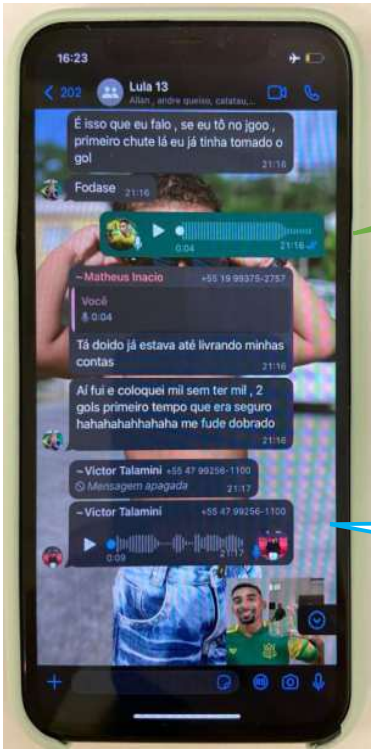 16:23
202
Lula 13
Allan , andre queiso, calatau,...
É isso que eu falo , se eu tô no jgoo ,
primeiro chute lá eu já tinha tomado o
gol
21:16
Fodase 21:16
0:04 21:16
~Matheus Inacio +55 19 99375-2757
Você
0:04
Tá doido já estava até livrando minhas
contas
21:16
Aí fui e coloquei mil sem ter mil , 2
gols primeiro tempo que era seguro
hahahahahhahaha me fude dobrado
21:16
~Victor Talamini +55 47 99256-1100
Mensagem apagada 21:17
~Victor Talamini +55 47 99256-1100
0:09 21:17